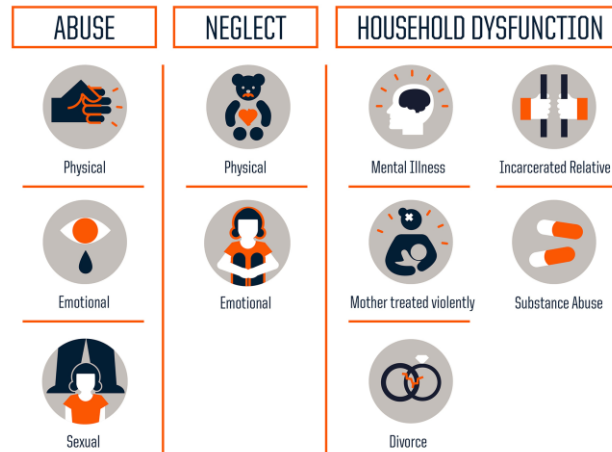 ABUSE
NEGLECT
HOUSEHOLD DYSFUNCTION
Physical
Physical
Mental Illness
Incarcerated Relative
Emotional
Emotional
Mother treated violently
Substance Abuse
Sexual
Divorce